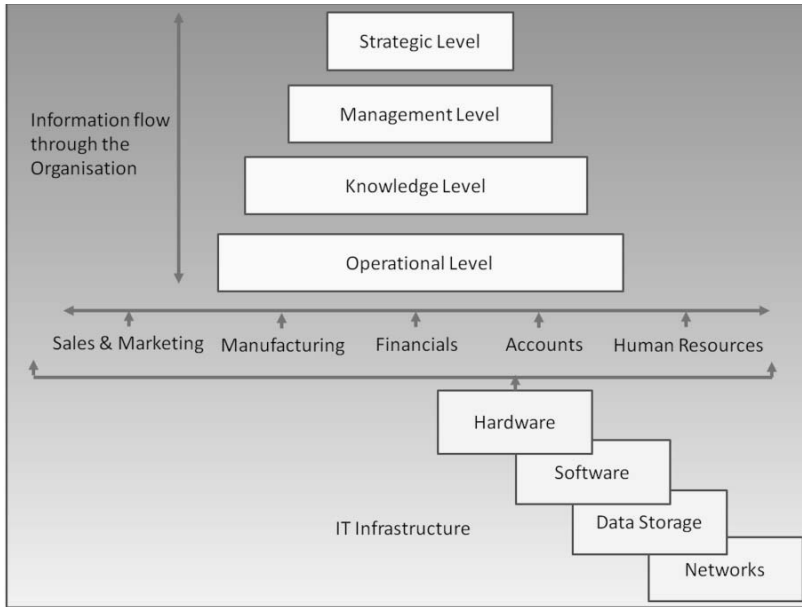 Strategic Level
Management Level
Information flow
through the
Organisation
Knowledge Level
Operational Level
Sales & Marketing
Manufacturing
Financials
Accounts
Human Resources
Hardware
Software
Data Storage
IT Infrastructure
Networks